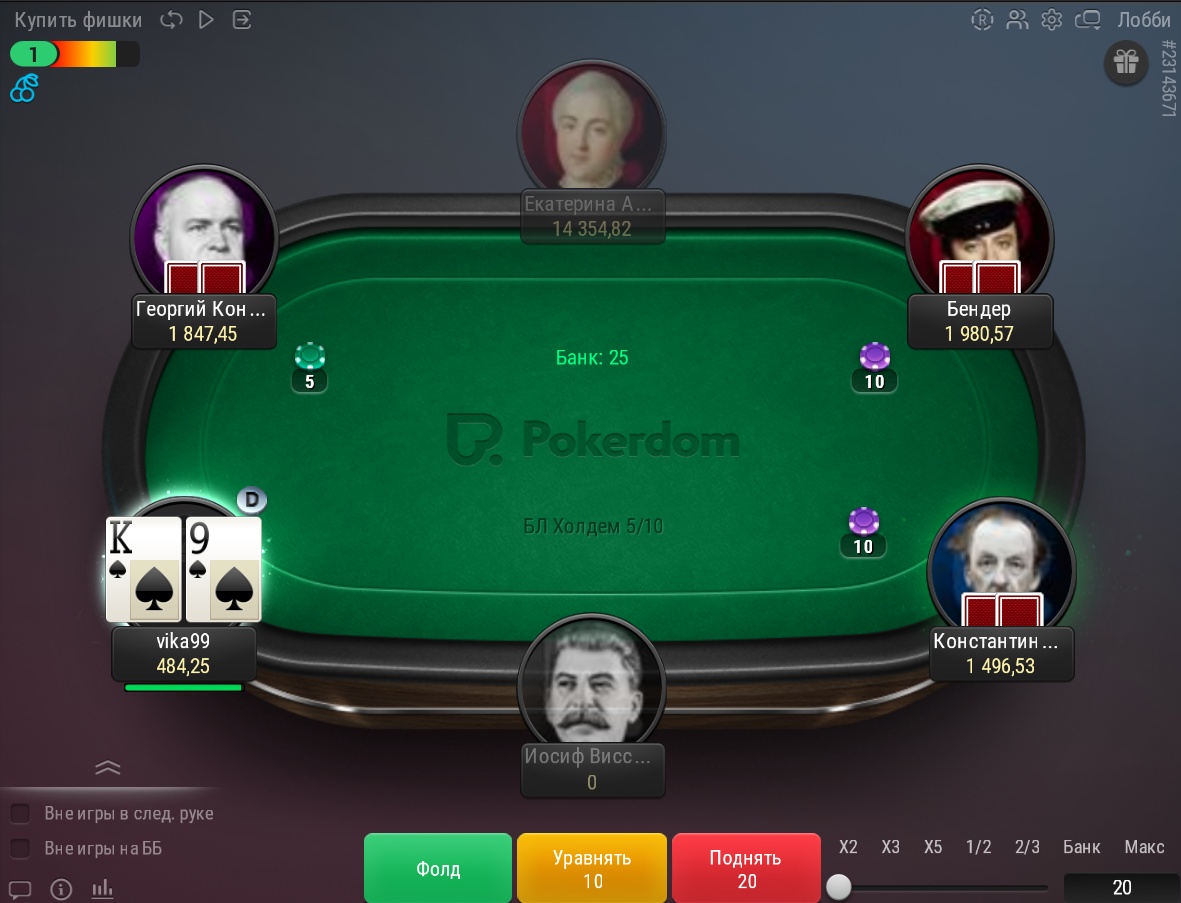 Купить фишки
Лобби
1
#23143671
Екатерина А...
14 354,82
Георгий Кон...
1 847,45
Бендер
1 980,57
Банк: 25
5
10
Pokerdom
D
K
9
БЛ Холдем 5/10
10
vika99
484,25
Константин ...
1 496,53
Иосиф Висс...
0
Вне игры в след. руке
Вне игры на ББ
Фолд
Уравнять
10
Поднять
20
X2 X3 X5 1/2 2/3 Банк Макс
20